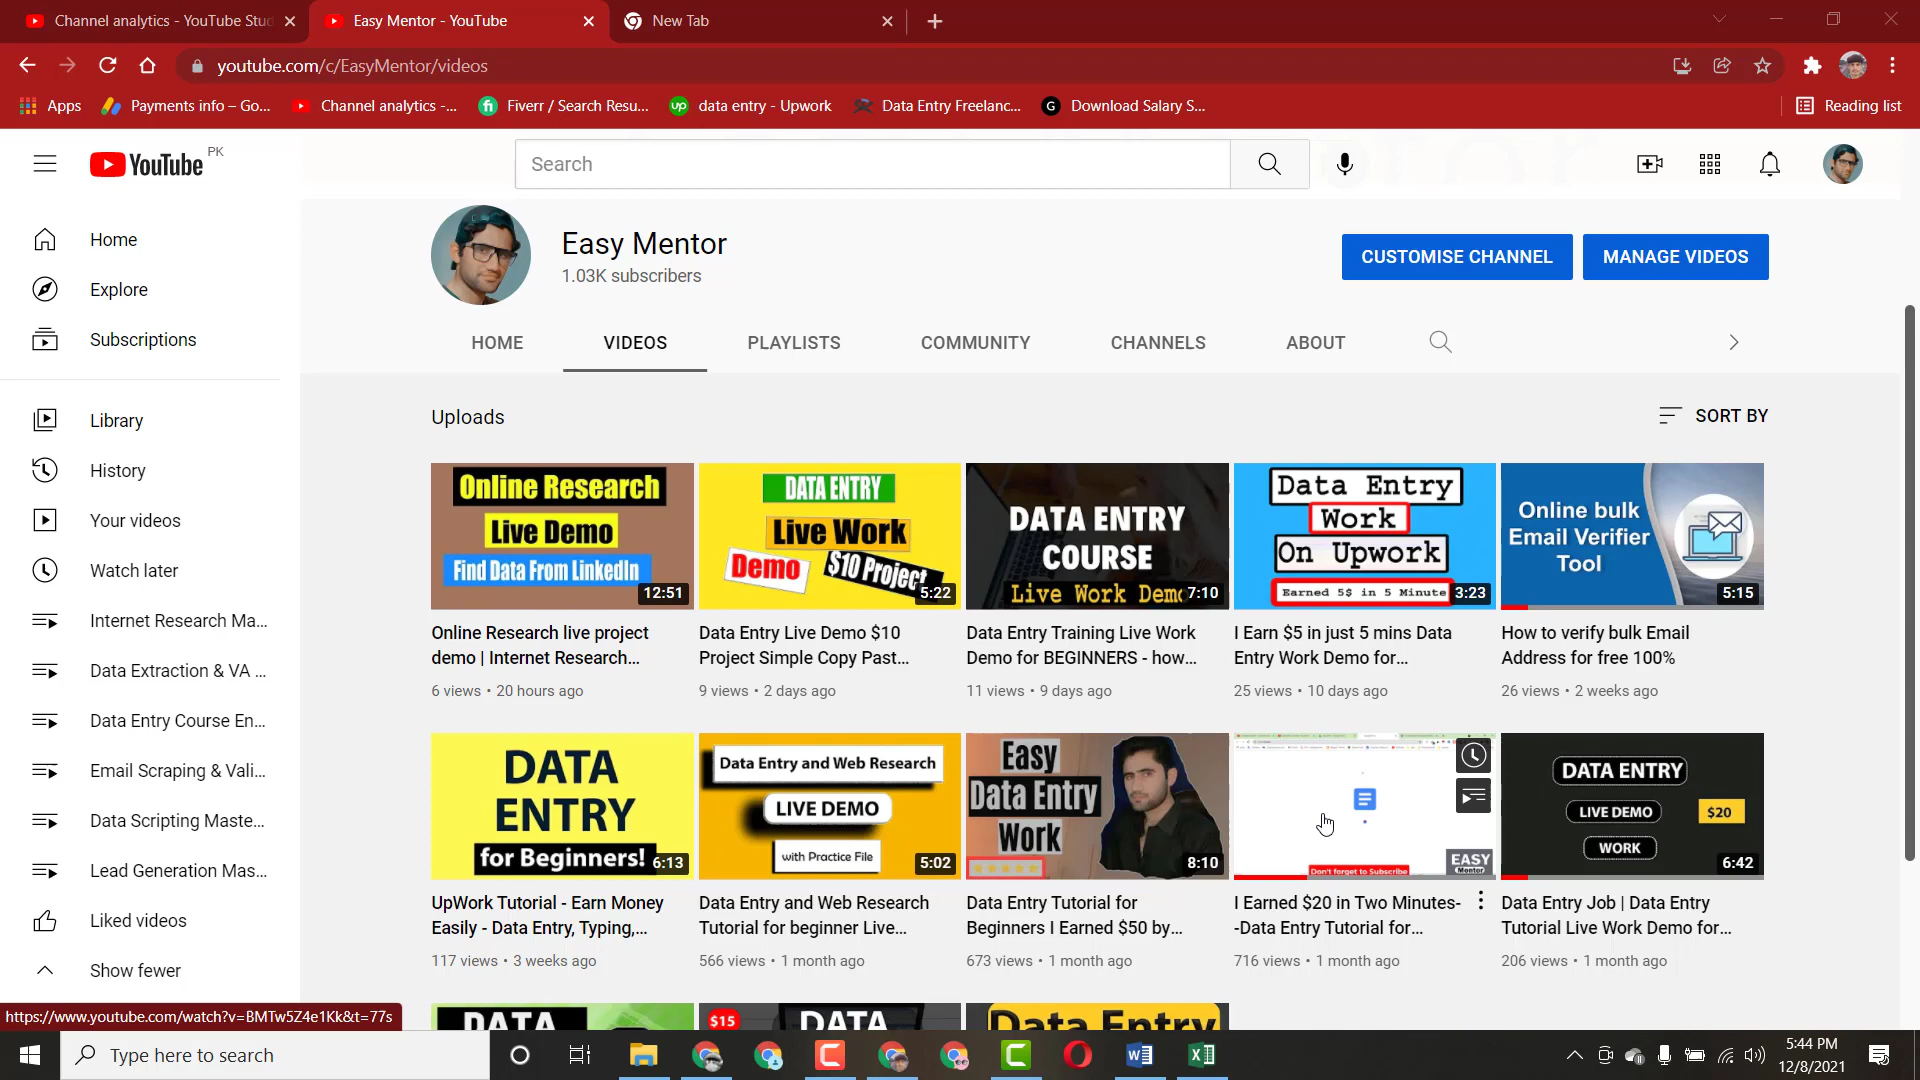 Channel analytics - YouTube Stud
Easy Mentor - YouTube
New Tab
youtube.com/c/EasyMentor/videos
Apps
Payments info – Go...
Channel analytics -...
Fiverr / Search Resu...
data entry - Upwork
Data Entry Freelanc...
Download Salary S...
Reading list
YouTube PK
Search
Home
Explore
Subscriptions
Library
History
Your videos
Watch later
Internet Research Ma...
Data Extraction & VA ...
Data Entry Course En...
Email Scraping & Vali...
Data Scripting Maste...
Lead Generation Mas...
Liked videos
Show fewer
Easy Mentor
1.03K subscribers
CUSTOMISE CHANNEL
MANAGE VIDEOS
HOME
VIDEOS
PLAYLISTS
COMMUNITY
CHANNELS
ABOUT
Uploads
SORT BY
Online Research
Live Demo
Find Data From LinkedIn
12:51
Online Research live project
demo | Internet Research...
6 views • 20 hours ago
DATA ENTRY
Live Work
Demo
$10 Project
5:22
Data Entry Live Demo $10
Project Simple Copy Past...
9 views • 2 days ago
DATA ENTRY
COURSE
Live Work Demo
7:10
Data Entry Training Live Work
Demo for BEGINNERS - how...
11 views • 9 days ago
Data Entry
Work
On Upwork
Earned 5$ in 5 Minute
3:23
I Earn $5 in just 5 mins Data
Entry Work Demo for...
25 views • 10 days ago
Online bulk
Email Verifier
Tool
5:15
How to verify bulk Email
Address for free 100%
26 views • 2 weeks ago
DATA
ENTRY
for Beginners!
6:13
UpWork Tutorial - Earn Money
Easily - Data Entry, Typing,...
117 views • 3 weeks ago
Data Entry and Web Research
LIVE DEMO
with Practice File
5:02
Data Entry and Web Research
Tutorial for beginner Live...
566 views • 1 month ago
Easy
Data Entry
Work
8:10
Data Entry Tutorial for
Beginners I Earned $50 by...
673 views • 1 month ago
Don't forget to Subscribe
EASY
Mentor
I Earned $20 in Two Minutes-
-Data Entry Tutorial for...
716 views • 1 month ago
DATA ENTRY
LIVE DEMO
$20
WORK
6:42
Data Entry Job | Data Entry
Tutorial Live Work Demo for...
206 views • 1 month ago
DATA
$15
DATA
Data Entry
https://www.youtube.com/watch?v=BMTw5Z4e1Kk&t=77s
Type here to search
5:44 PM
12/8/2021